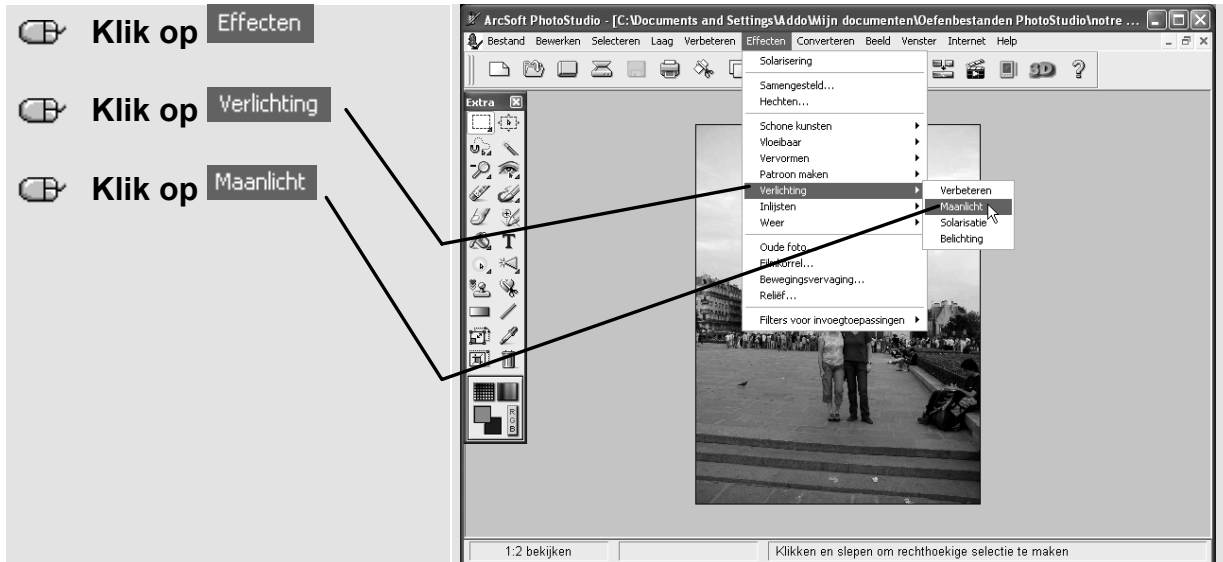 Klik op Effecten
Klik op Verlichting
Klik op Maanlicht
ArcSoft PhotoStudio - [C:\Documents and Settings\Addo\Mijn documenten\Oefenbestanden PhotoStudio\notre ...
Bestand Bewerken Selecteren Laag Verbeteren Effecten Converteren Beeld Venster Internet Help
3D ?
Extra
T
RGB
Solarisering
Samengesteld...
Hechten...
Schone kunsten
Vloeibaar
Vervormen
Patroon maken
Verlichting
Inlijsten
Weer
Oude foto...
Filmkorrel...
Bewegingsvervaging...
Reliëf...
Filters voor invoegtoepassingen
Verbeteren
Maanlicht
Solarisatie
Belichting
1:2 bekijken
Klikken en slepen om rechthoekige selectie te maken